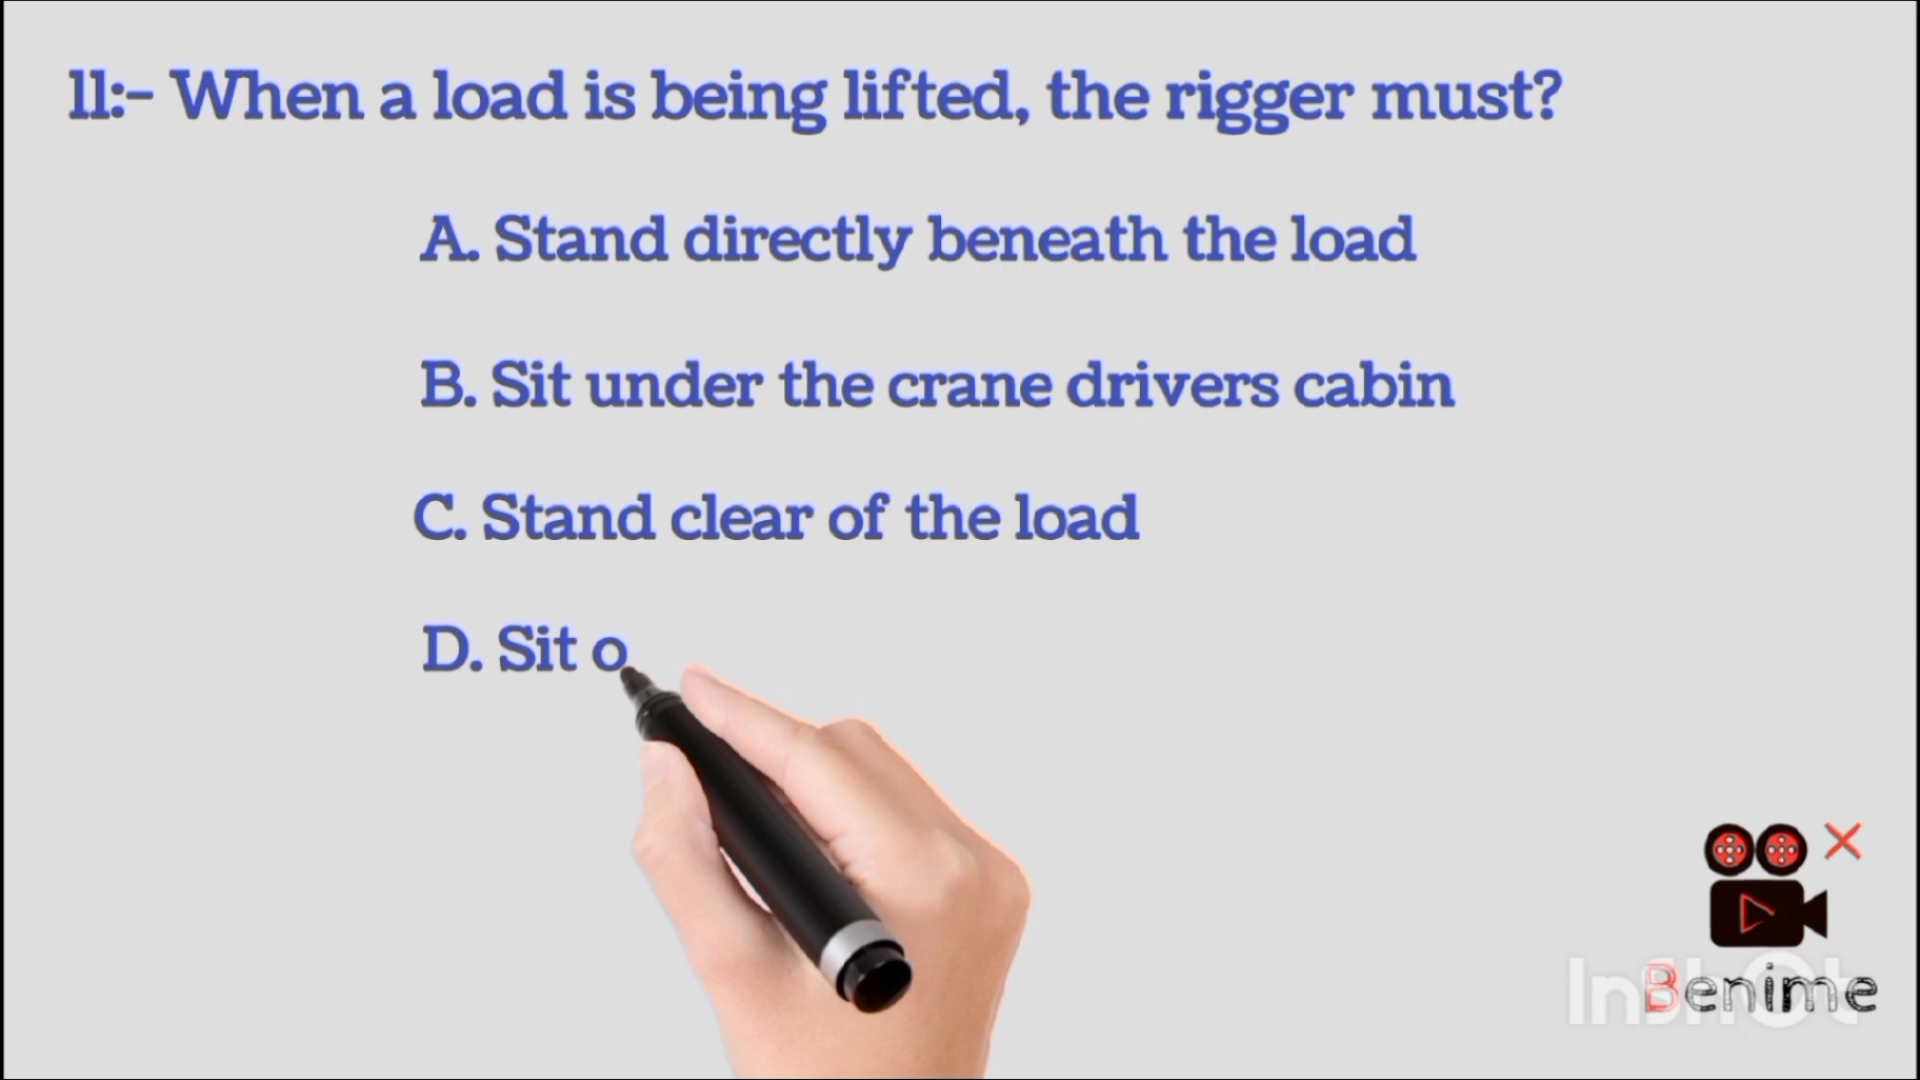 11:- When a load is being lifted, the rigger must?
A. Stand directly beneath the load
B. Sit under the crane drivers cabin
C. Stand clear of the load
D. Sit o
InShot
Benime